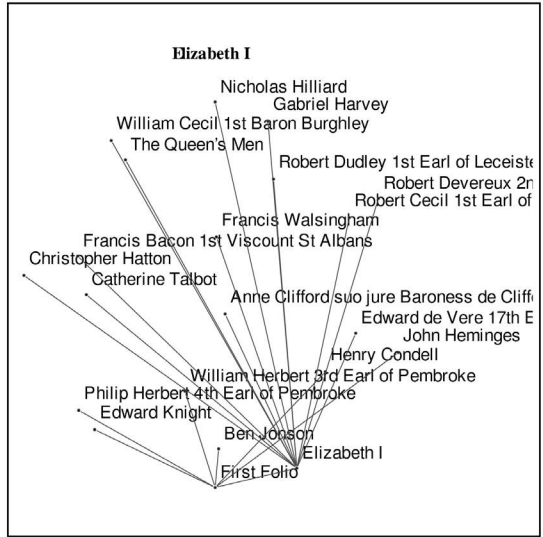 Elizabeth I
Nicholas Hilliard
Gabriel Harvey
William Cecil 1st Baron Burghley
The Queen's Men
Robert Dudley 1st Earl of Leceiste
Robert Devereux 2n
Robert Cecil 1st Earl of
Francis Walsingham
Francis Bacon 1st Viscount St Albans
Christopher Hatton
Catherine Talbot
Anne Clifford suo jure Baroness de Cliff
Edward de Vere 17th E
John Heminges
Henry Condell
William Herbert 3rd Earl of Pembroke
Philip Herbert 4th Earl of Pembroke
Edward Knight
Ben Jonson
Elizabeth I
First Folio